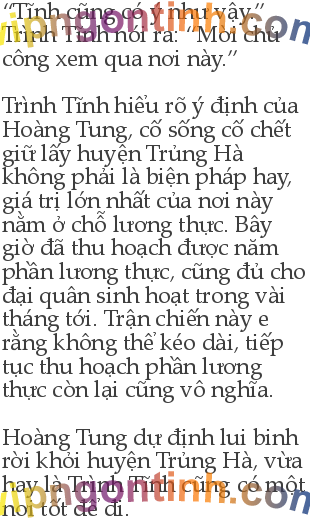 “Tĩnh cũng có ý như vậy.”
Trình Tĩnh nói ra: “Mời chủ
công xem qua nơi này.”
Trình Tĩnh hiểu rõ ý định của
Hoàng Tung, cố sống cố chết
giữ lấy huyện Trủng Hà
không phải là biện pháp hay,
giá trị lớn nhất của nơi này
nằm ở chỗ lương thực. Bây
giờ đã thu hoạch được năm
phần lương thực, cũng đủ cho
đại quân sinh hoạt trong vài
tháng tới. Trận chiến này e
rằng không thể kéo dài, tiếp
tục thu hoạch phần lương
thực còn lại cũng vô nghĩa.
Hoàng Tung dự định lui binh
rời khỏi huyện Trủng Hà, vừa
hay là Trình Tĩnh cũng có một
nơi tốt để đi.
vipngontinh.com
vipngontinh.com